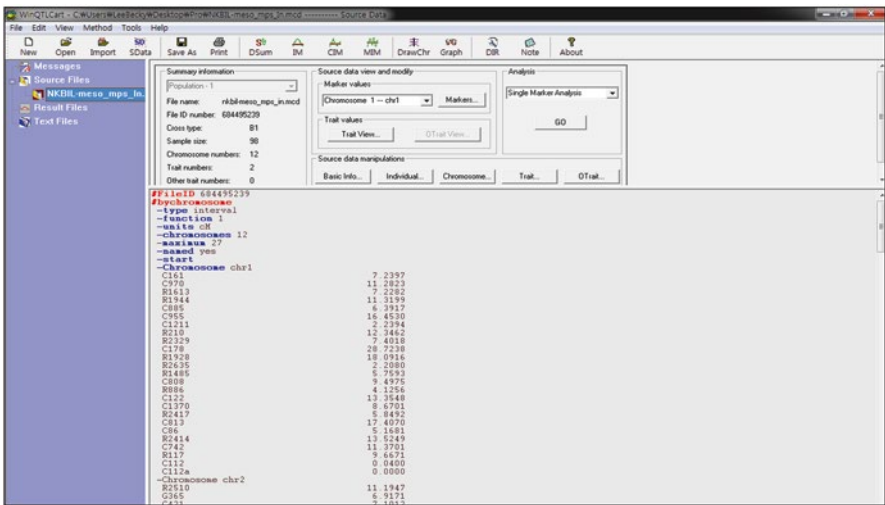 WinQTLCart - C:₩Users₩LeeBecky₩Desktop₩Pro₩NKBIL-meso_mps_in.mcd ---------- Source Data
File Edit View Method Tools Help
New Open Import SData Save As Print DSum IM CIM MIM DrawChr Graph DIR Note About
Messages
Source Files
NKBIL-meso_mps_in.
Result Files
Text Files
Summary information
Population - 1
File name: nkbil-meso_mps_in.mcd
File ID number: 684495239
Cross type: B1
Sample size: 98
Chromosome numbers: 12
Trait numbers: 2
Other trait numbers: 0
Source data view and modify
Marker values
Chromosome 1 -- chr1 Markers...
Trait values
Trait View... OTrait View...
Source data manipulations
Basic Info... Individual... Chromosome... Trait... OTrait...
Analysis
Single Marker Analysis
GO
#FileID 684495239
#bychromosome
-type interval
-function 1
-units cM
-chromosomes 12
-maximum 27
-named yes
-start
-Chromosome chr1
C161 7.2397
C970 11.2823
R1613 7.2282
R1944 11.3199
C885 6.3917
C955 16.4530
C1211 2.2394
R210 12.3462
R2329 7.4018
C178 28.7238
R1928 18.0916
R2635 2.2080
R1485 5.7593
C808 9.4975
R886 4.1256
C122 13.3548
C1370 8.6701
R2417 5.8492
C813 17.4070
C86 5.1681
R2414 13.5249
C742 11.3701
R117 9.6671
C112 0.0400
C112a 0.0000
-Chromosome chr2
R2510 11.1947
G365 6.9171